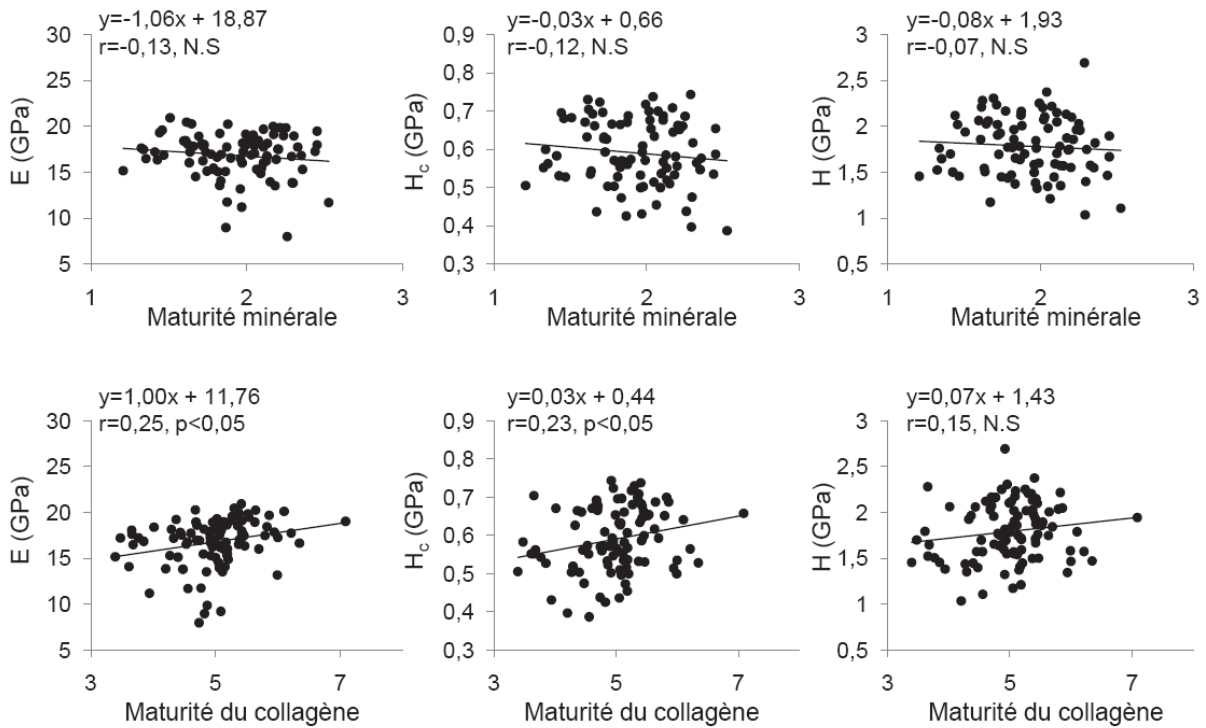 y=-1,06x + 18,87
r=-0,13, N.S
30
25
20
15
10
5
E (GPa)
1 2 3
Maturité minérale
y=-0,03x + 0,66
r=-0,12, N.S
0,9
0,8
0,7
0,6
0,5
0,4
0,3
Hc (GPa)
1 2 3
Maturité minérale
y=-0,08x + 1,93
r=-0,07, N.S
3
2,5
2
1,5
1
0,5
H (GPa)
1 2 3
Maturité minérale
y=1,00x + 11,76
r=0,25, p<0,05
30
25
20
15
10
5
E (GPa)
3 5 7
Maturité du collagène
y=0,03x + 0,44
r=0,23, p<0,05
0,9
0,8
0,7
0,6
0,5
0,4
0,3
Hc (GPa)
3 5 7
Maturité du collagène
y=0,07x + 1,43
r=0,15, N.S
3
2,5
2
1,5
1
0,5
H (GPa)
3 5 7
Maturité du collagène